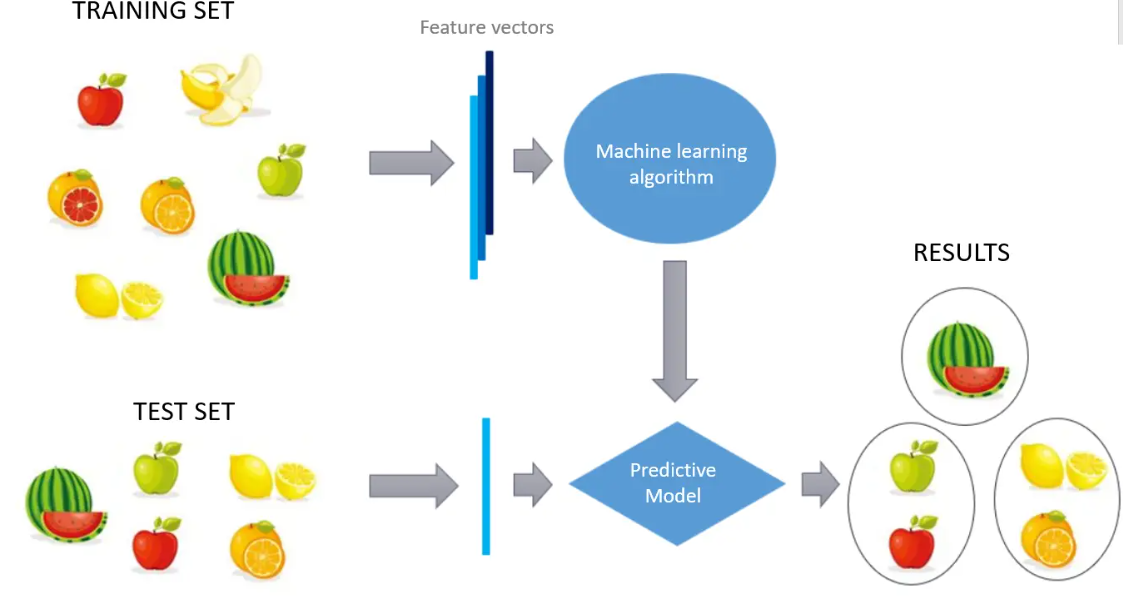 TRAINING SET
Feature vectors
Machine learning
algorithm
RESULTS
TEST SET
Predictive
Model